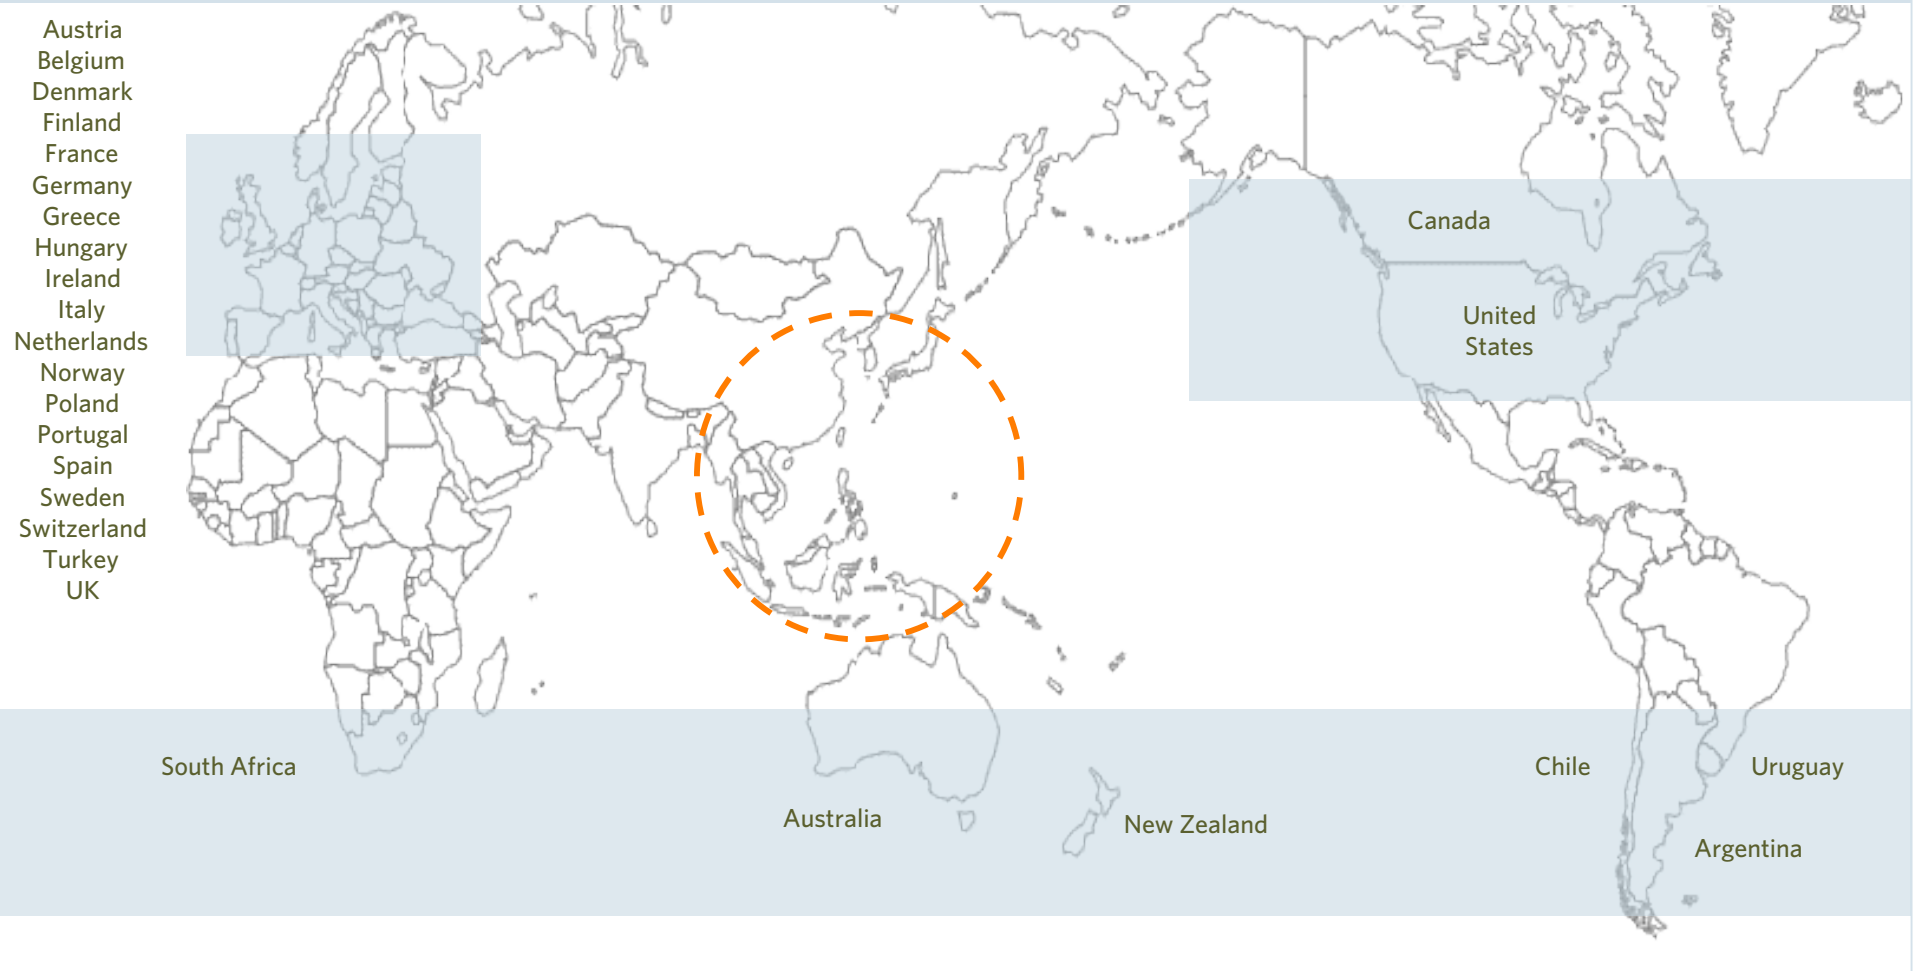 Austria
Belgium
Denmark
Finland
France
Germany
Greece
Hungary
Ireland
Italy
Netherlands
Norway
Poland
Portugal
Spain
Sweden
Switzerland
Turkey
UK
Canada
United
States
South Africa
Australia
New Zealand
Chile
Uruguay
Argentina